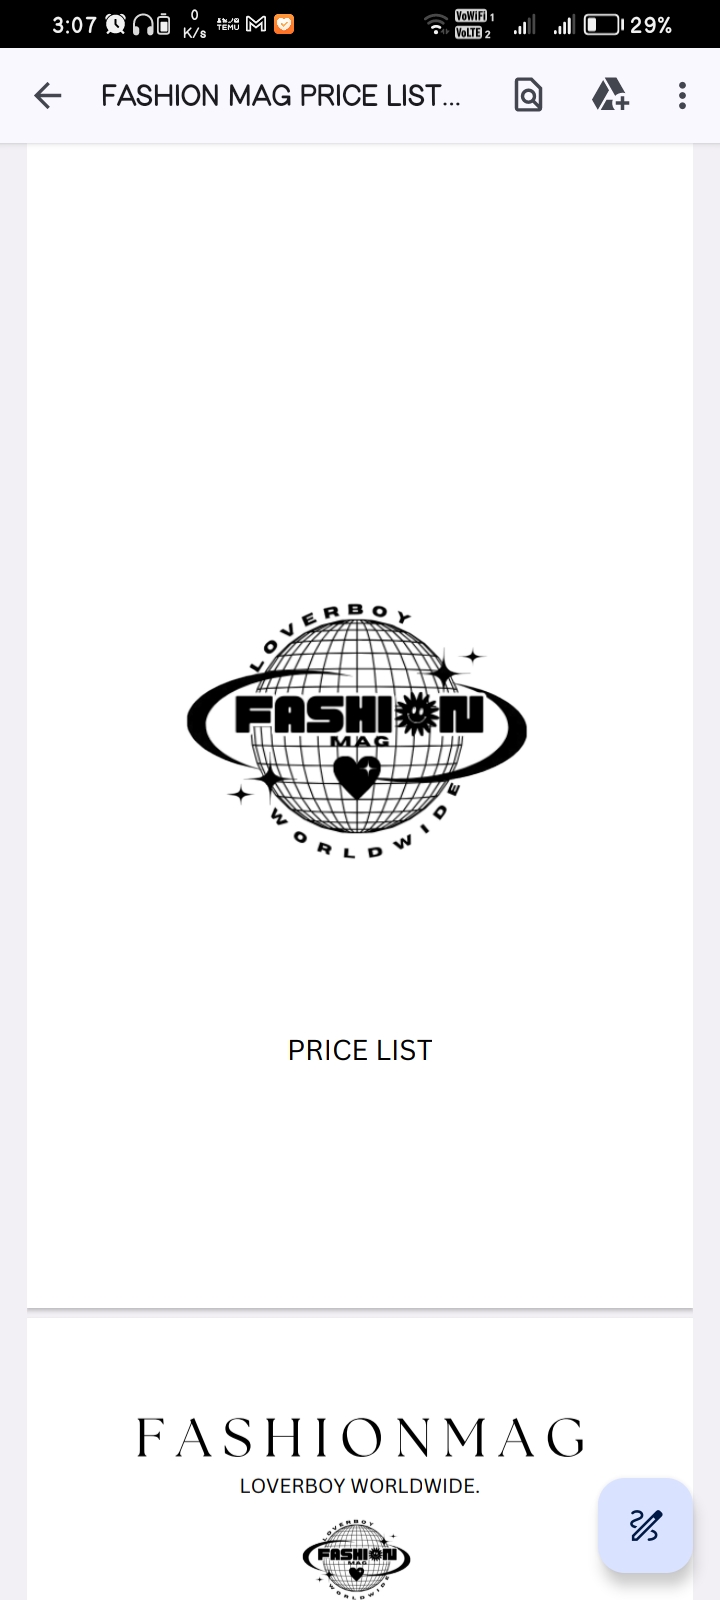 3:07
0
K/s
TEMU
VoWiFi 1
VoLTE 2
29%
FASHION MAG PRICE LIST...
LOVERBOY
FASHION
MAG
WORLDWIDE
PRICE LIST
FASHIONMAG
LOVERBOY WORLDWIDE.
LOVERBOY
FASHION
MAG
WORLDWIDE